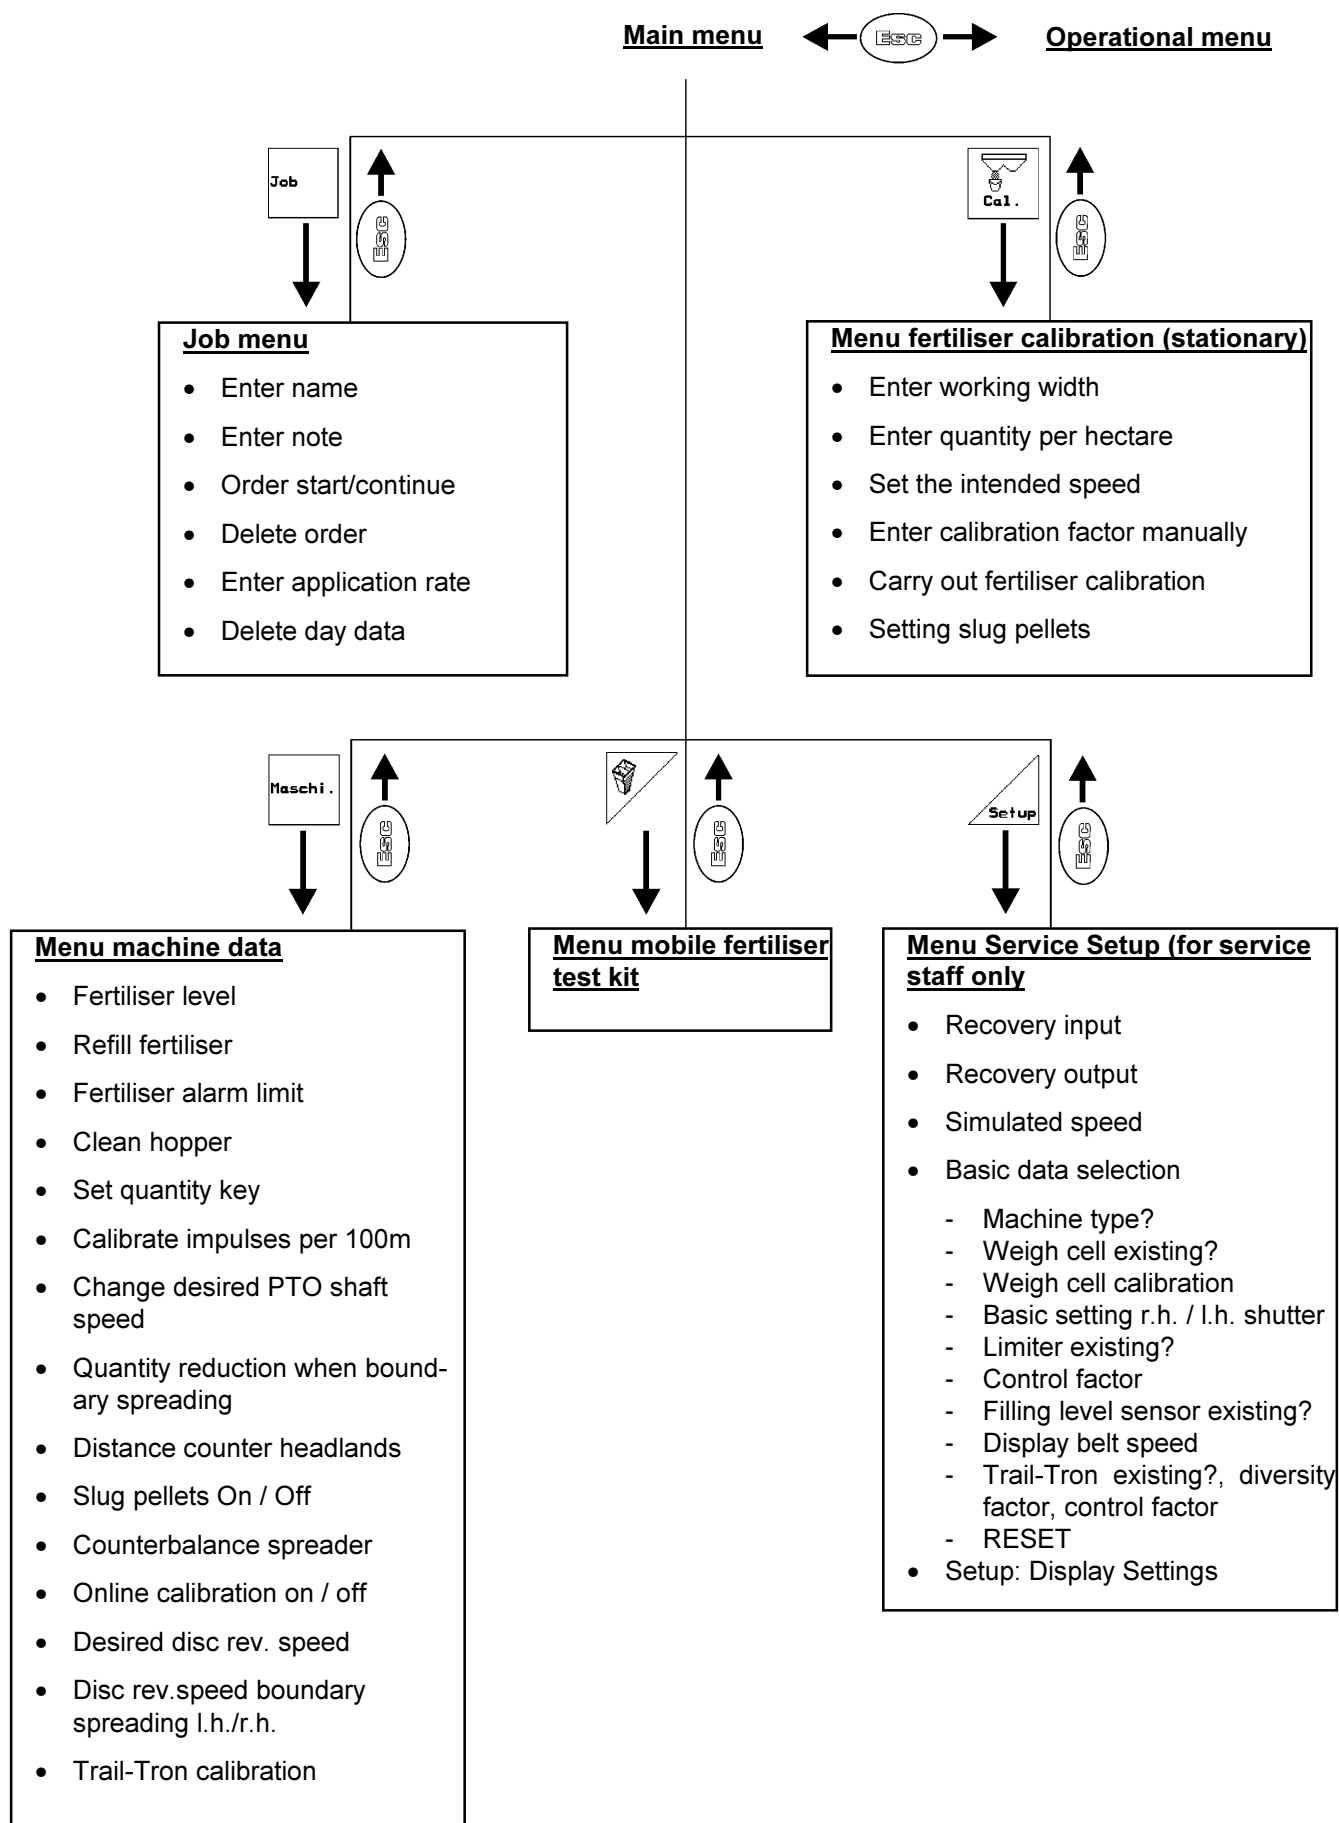 Main menu
Esc
Operational menu
Job
ESC
Cal.
ESC
Job menu
• Enter name
• Enter note
• Order start/continue
• Delete order
• Enter application rate
• Delete day data
Menu fertiliser calibration (stationary)
• Enter working width
• Enter quantity per hectare
• Set the intended speed
• Enter calibration factor manually
• Carry out fertiliser calibration
• Setting slug pellets
Maschi.
ESC
ESC
Setup
ESC
Menu machine data
• Fertiliser level
• Refill fertiliser
• Fertiliser alarm limit
• Clean hopper
• Set quantity key
• Calibrate impulses per 100m
• Change desired PTO shaft
speed
• Quantity reduction when bound-
ary spreading
• Distance counter headlands
• Slug pellets On / Off
• Counterbalance spreader
• Online calibration on / off
• Desired disc rev. speed
• Disc rev.speed boundary
spreading l.h./r.h.
• Trail-Tron calibration
Menu mobile fertiliser
test kit
Menu Service Setup (for service
staff only
• Recovery input
• Recovery output
• Simulated speed
• Basic data selection
- Machine type?
- Weigh cell existing?
- Weigh cell calibration
- Basic setting r.h. / l.h. shutter
- Limiter existing?
- Control factor
- Filling level sensor existing?
- Display belt speed
- Trail-Tron existing?, diversity
factor, control factor
- RESET
• Setup: Display Settings